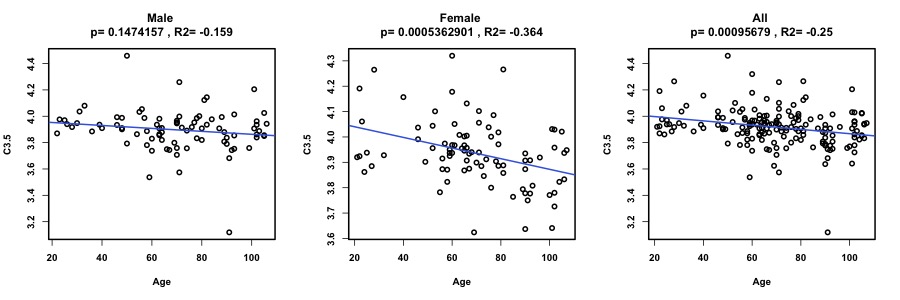 Male
p= 0.1474157 , R2= -0.159
C3.5
4.4
4.2
4.0
3.8
3.6
3.4
3.2
20 40 60 80 100
Age
Female
p= 0.0005362901 , R2= -0.364
C3.5
4.3
4.2
4.1
4.0
3.9
3.8
3.7
3.6
20 40 60 80 100
Age
All
p= 0.00095679 , R2= -0.25
C3.5
4.4
4.2
4.0
3.8
3.6
3.4
3.2
20 40 60 80 100
Age